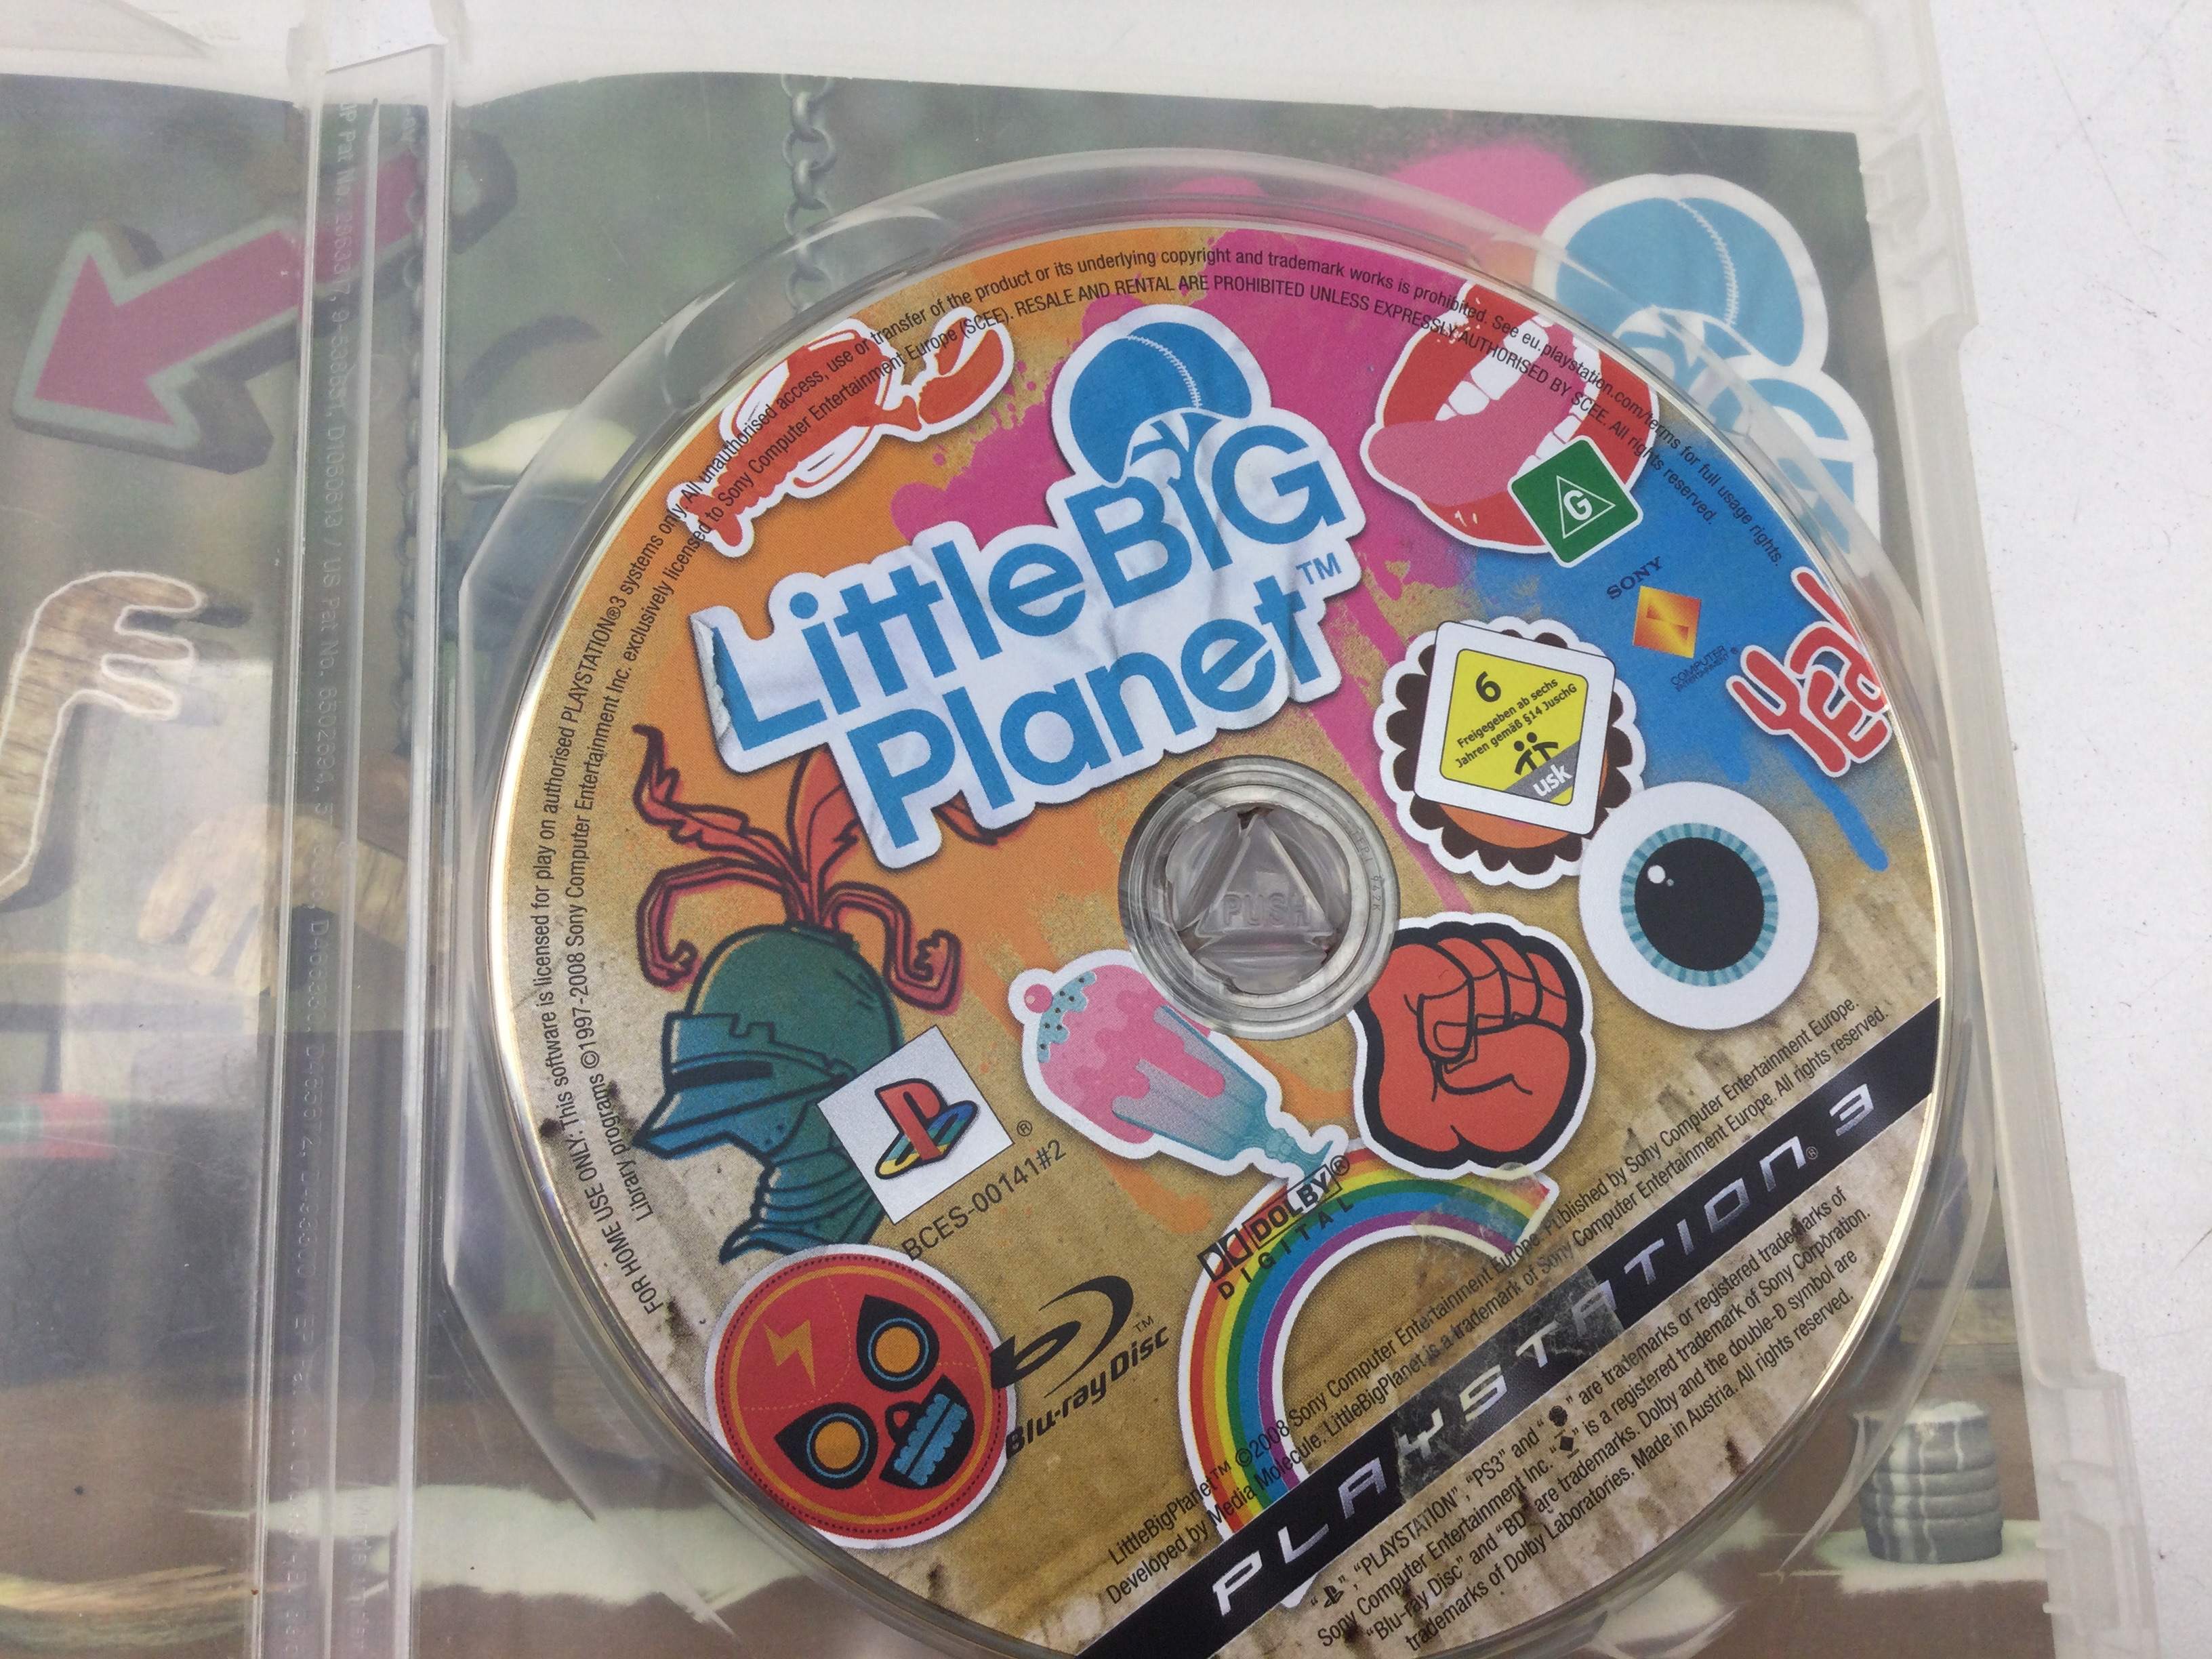 FOR HOME USE ONLY: This software is licensed for play on authorised PLAYSTATION®3 systems only. All unauthorised access, use or transfer of the product or its underlying copyright and trademark works is prohibited. See eu.playstation.com/terms for full usage rights.
Library programs ©1997-2008 Sony Computer Entertainment Inc. exclusively licensed to Sony Computer Entertainment Europe (SCEE). RESALE AND RENTAL ARE PROHIBITED UNLESS EXPRESSLY AUTHORISED BY SCEE. All rights reserved.
LittleBIG
Planet™
G
SONY
COMPUTER
ENTERTAINMENT®
6
Freigegeben ab sechs
Jahren gemäß §14 JuschG
usk
PUSH
®
BCES-00141#2
DOLBY®
DIGITAL
Blu-ray Disc™
LittleBigPlanet™ ©2008 Sony Computer Entertainment Europe. Published by Sony Computer Entertainment Europe.
Developed by Media Molecule. LittleBigPlanet is a trademark of Sony Computer Entertainment Europe. All rights reserved.
PLAYSTATION®3
", "PLAYSTATION", "PS3" and " " are trademarks or registered trademarks of
Sony Computer Entertainment Inc. " " is a registered trademark of Sony Corporation.
"Blu-ray Disc" and "BD" are trademarks. Dolby and the double-D symbol are
trademarks of Dolby Laboratories. Made in Austria. All rights reserved.